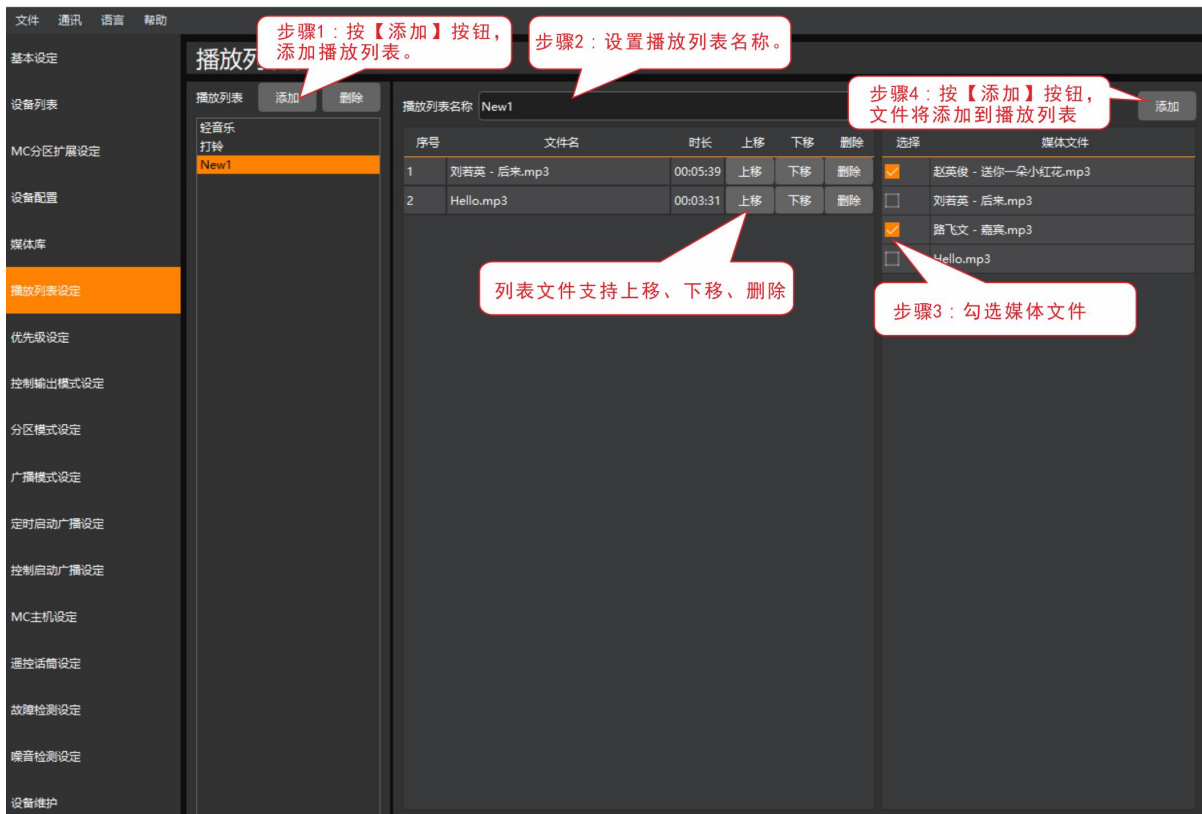 文件 通讯 语言 帮助
基本设定
设备列表
MC分区扩展设定
设备配置
媒体库
播放列表设定
优先级设定
控制输出模式设定
分区模式设定
广播模式设定
定时启动广播设定
控制启动广播设定
MC主机设定
遥控话筒设定
故障检测设定
噪音检测设定
设备维护
播放列
步骤1：按【添加】按钮，
添加播放列表。
步骤2：设置播放列表名称。
步骤4：按【添加】按钮，
文件将添加到播放列表
播放列表 添加 删除
轻音乐
打铃
New1
播放列表名称 New1
添加
序号 文件名 时长 上移 下移 删除
1 刘若英 - 后来.mp3 00:05:39 上移 下移 删除
2 Hello.mp3 00:03:31 上移 下移 删除
选择 媒体文件
赵英俊 - 送你一朵小红花.mp3
刘若英 - 后来.mp3
路飞文 - 嘉宾.mp3
Hello.mp3
列表文件支持上移、下移、删除
步骤3：勾选媒体文件